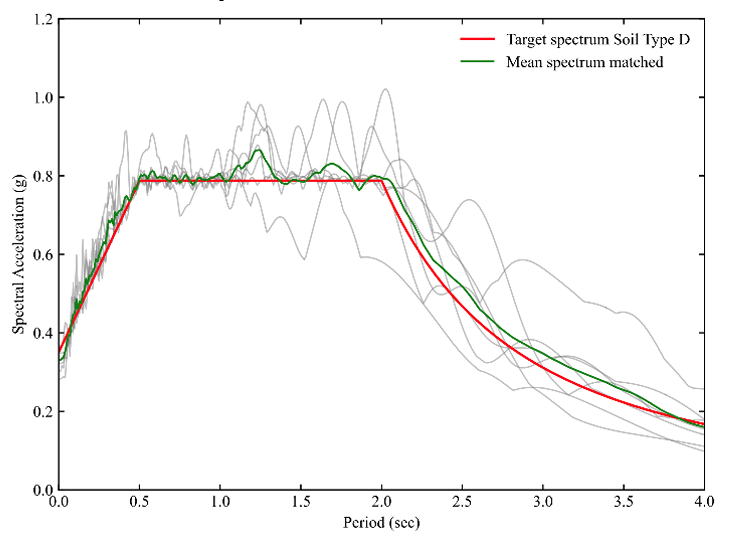 1.2
Target spectrum Soil Type D
Mean spectrum matched
1.0
0.8
0.6
0.4
0.2
0.0
Spectral Acceleration (g)
0.0 0.5 1.0 1.5 2.0 2.5 3.0 3.5 4.0
Period (sec)